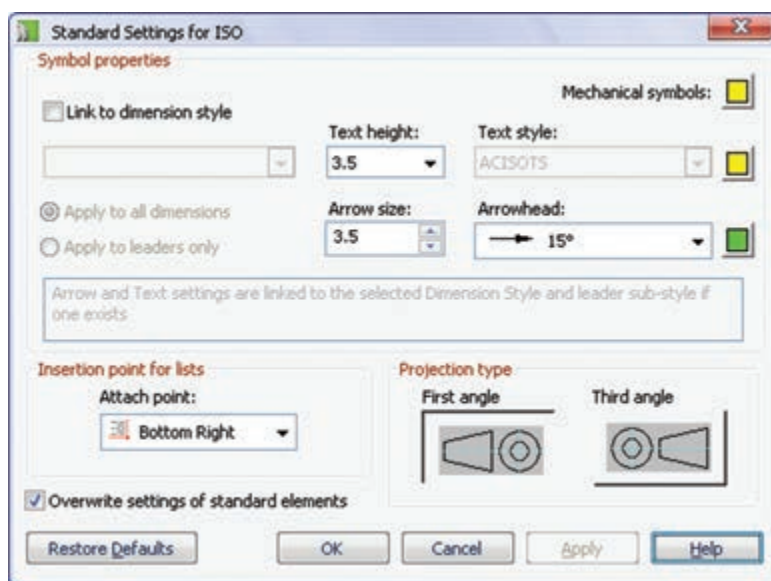 Standard Settings for ISO
Symbol properties
Mechanical symbols:
Link to dimension style
Text height:
Text style:
3.5
ACISOTS
Apply to all dimensions
Arrow size:
Arrowhead:
Apply to leaders only
3.5
15°
Arrow and Text settings are linked to the selected Dimension Style and leader sub-style if
one exists
Insertion point for lists
Projection type
Attach point:
First angle
Third angle
Bottom Right
Overwrite settings of standard elements
Restore Defaults
OK
Cancel
Apply
Help